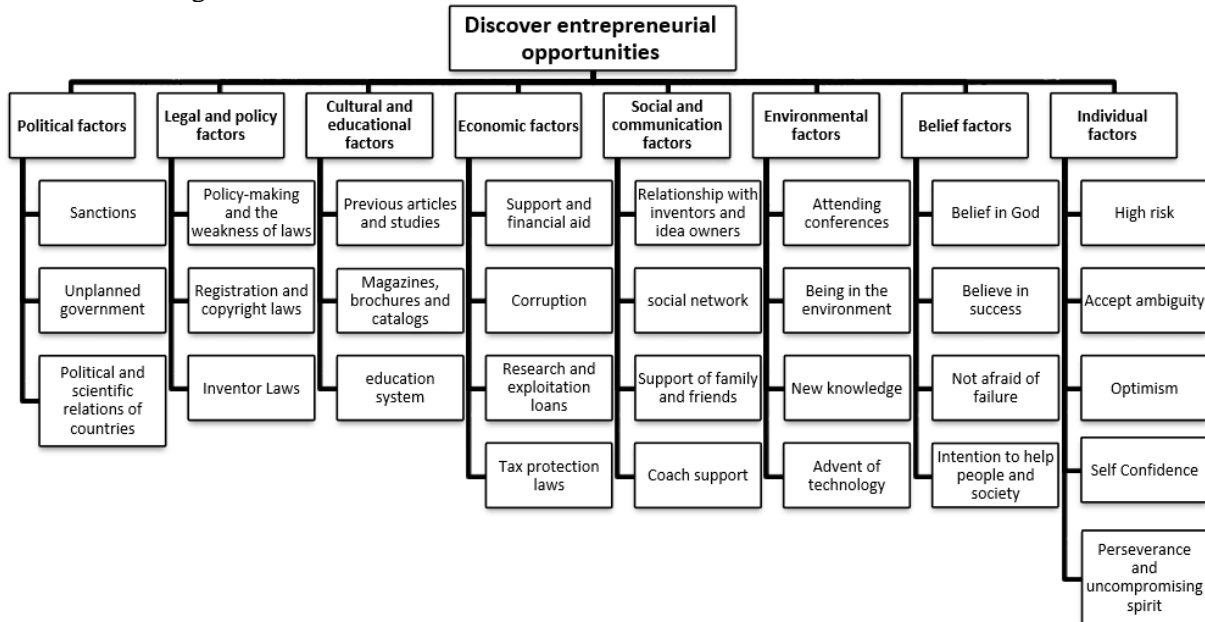 Discover entrepreneurial
opportunities
Political factors
Legal and policy
factors
Cultural and
educational
factors
Economic factors
Social and
communication
factors
Environmental
factors
Belief factors
Individual
factors
Sanctions
Unplanned
government
Political and
scientific
relations of
countries
Policy-making
and the
weakness of laws
Registration and
copyright laws
Inventor Laws
Previous articles
and studies
Magazines,
brochures and
catalogs
education
system
Support and
financial aid
Corruption
Research and
exploitation
loans
Tax protection
laws
Relationship with
inventors and
idea owners
social network
Support of family
and friends
Coach support
Attending
conferences
Being in the
environment
New knowledge
Advent of
technology
Belief in God
Believe in
success
Not afraid of
failure
Intention to help
people and
society
High risk
Accept ambiguity
Optimism
Self Confidence
Perseverance
and
uncompromising
spirit